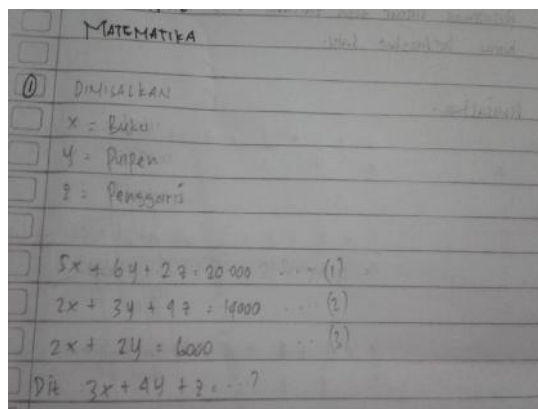 MATEMATIKA
① DIMISALKAN
x = Buku
y = Pulpen
z = Penggaris
5x + 6y + 2z = 20 000 .... (1)
2x + 3y + 4z = 14000 ... (2)
2x + 2y = 6000 .. (3)
Dit 3x + 4y + z = ...?